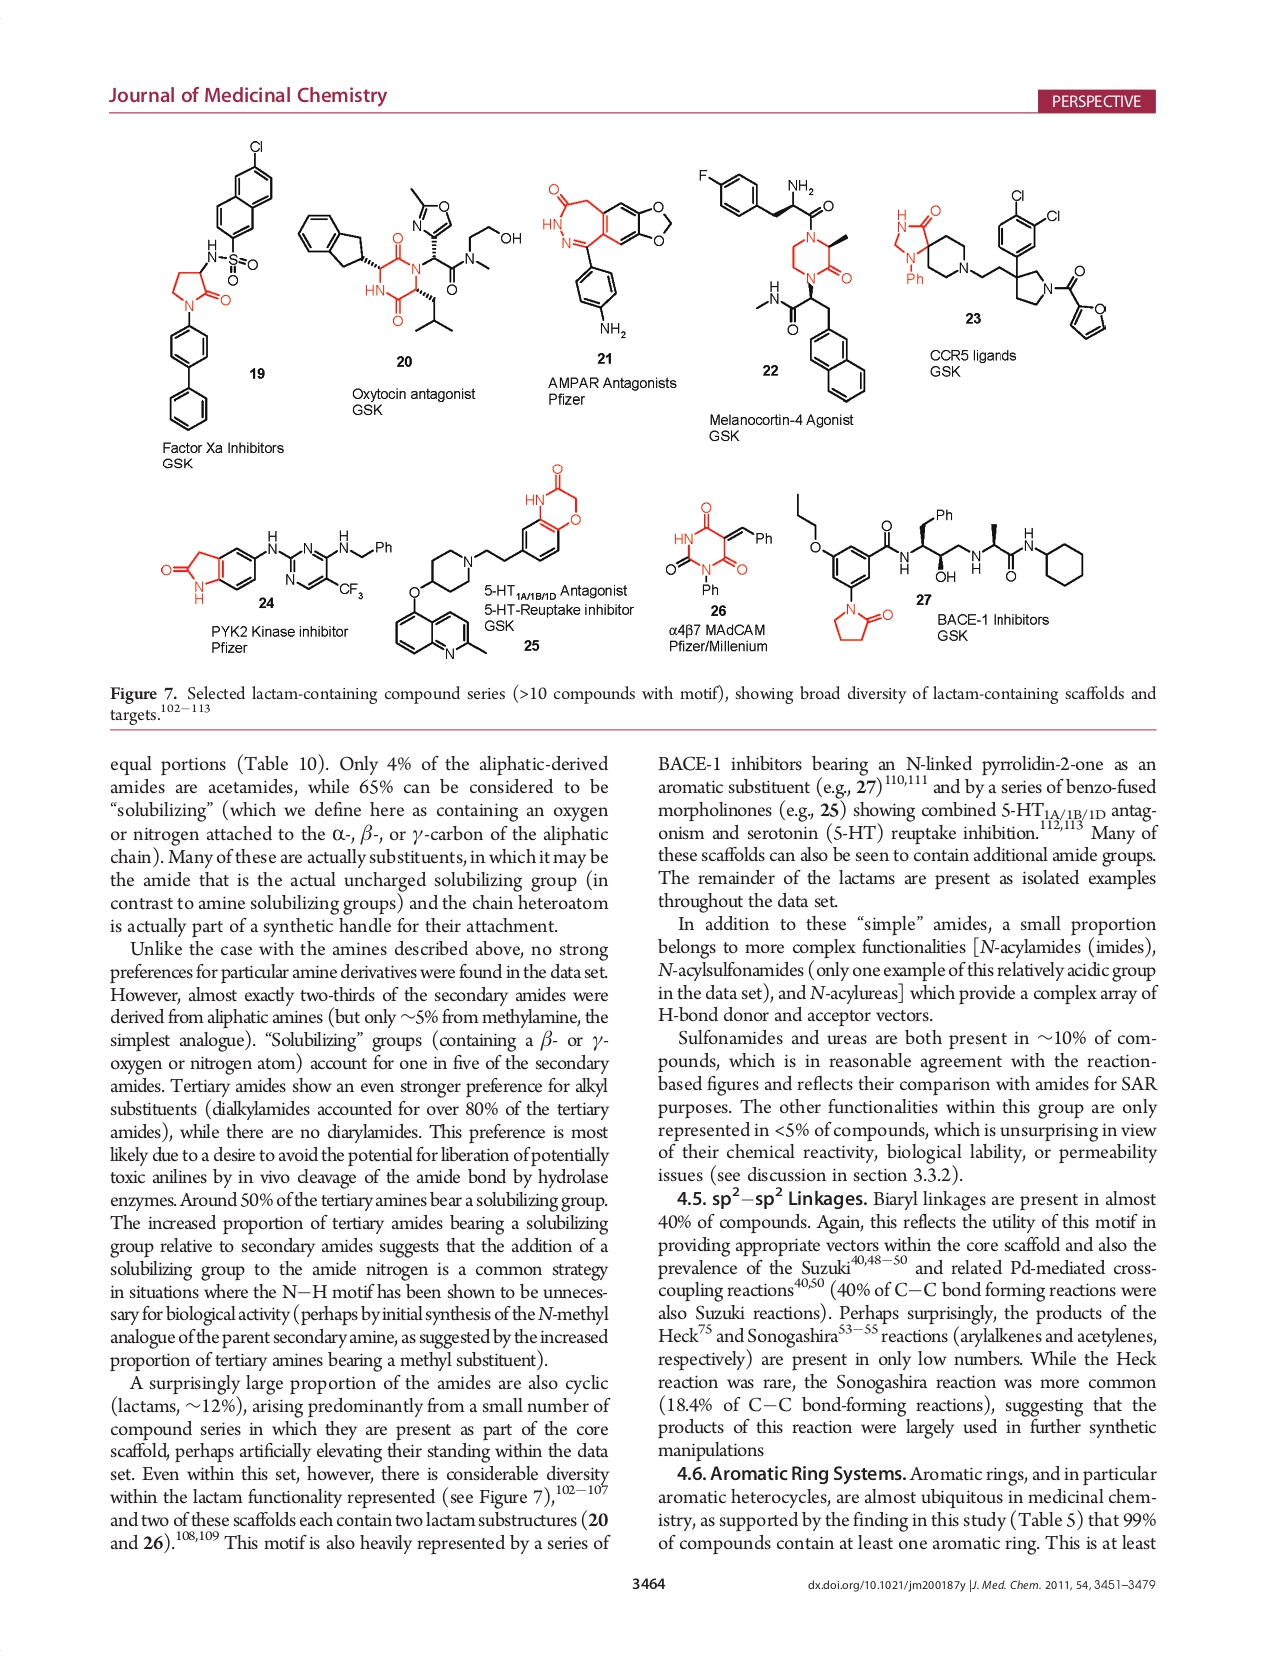 Journal of Medicinal Chemistry
PERSPECTIVE
Cl
H
N
S
O
O
O
N
19
Factor Xa Inhibitors
GSK
O
N
O
N
HN
O
O
N
OH
20
Oxytocin antagonist
GSK
O
HN
N
O
O
NH2
21
AMPAR Antagonists
Pfizer
F
NH2
O
N
O
N
H
N
O
22
Melanocortin-4 Agonist
GSK
H
N
O
N
Ph
N
Cl
Cl
N
O
O
23
CCR5 ligands
GSK
O
N
H
H
N
N
N
H
N
Ph
CF3
24
PYK2 Kinase inhibitor
Pfizer
O
HN
O
N
O
N
5-HT1A/1B/1D Antagonist
5-HT-Reuptake inhibitor
GSK
25
O
HN
O
N
O
Ph
Ph
26
α4β7 MAdCAM
Pfizer/Millenium
O
O
N
H
Ph
OH
N
H
O
H
N
N
O
27
BACE-1 Inhibitors
GSK
Figure 7. Selected lactam-containing compound series (>10 compounds with motif), showing broad diversity of lactam-containing scaffolds and
targets.102−113
equal portions (Table 10). Only 4% of the aliphatic-derived
amides are acetamides, while 65% can be considered to be
“solubilizing” (which we define here as containing an oxygen
or nitrogen attached to the α-, β-, or γ-carbon of the aliphatic
chain). Many of these are actually substituents, in which it may be
the amide that is the actual uncharged solubilizing group (in
contrast to amine solubilizing groups) and the chain heteroatom
is actually part of a synthetic handle for their attachment.
Unlike the case with the amines described above, no strong
preferences for particular amine derivatives were found in the data set.
However, almost exactly two-thirds of the secondary amides were
derived from aliphatic amines (but only ∼5% from methylamine, the
simplest analogue). “Solubilizing” groups (containing a β- or γ-
oxygen or nitrogen atom) account for one in five of the secondary
amides. Tertiary amides show an even stronger preference for alkyl
substituents (dialkylamides accounted for over 80% of the tertiary
amides), while there are no diarylamides. This preference is most
likely due to a desire to avoid the potential for liberation of potentially
toxic anilines by in vivo cleavage of the amide bond by hydrolase
enzymes. Around 50% of the tertiary amines bear a solubilizing group.
The increased proportion of tertiary amides bearing a solubilizing
group relative to secondary amides suggests that the addition of a
solubilizing group to the amide nitrogen is a common strategy
in situations where the N−H motif has been shown to be unneces-
sary for biological activity (perhaps by initial synthesis of the N-methyl
analogue of the parent secondary amine, as suggested by the increased
proportion of tertiary amines bearing a methyl substituent).
A surprisingly large proportion of the amides are also cyclic
(lactams, ∼12%), arising predominantly from a small number of
compound series in which they are present as part of the core
scaffold, perhaps artificially elevating their standing within the data
set. Even within this set, however, there is considerable diversity
within the lactam functionality represented (see Figure 7),102−107
and two of these scaffolds each contain two lactam substructures (20
and 26).108,109 This motif is also heavily represented by a series of
BACE-1 inhibitors bearing an N-linked pyrrolidin-2-one as an
aromatic substituent (e.g., 27)110,111 and by a series of benzo-fused
morpholinones (e.g., 25) showing combined 5-HT1A/1B/1D antag-
onism and serotonin (5-HT) reuptake inhibition.112,113 Many of
these scaffolds can also be seen to contain additional amide groups.
The remainder of the lactams are present as isolated examples
throughout the data set.
In addition to these “simple” amides, a small proportion
belongs to more complex functionalities [N-acylamides (imides),
N-acylsulfonamides (only one example of this relatively acidic group
in the data set), and N-acylureas] which provide a complex array of
H-bond donor and acceptor vectors.
Sulfonamides and ureas are both present in ∼10% of com-
pounds, which is in reasonable agreement with the reaction-
based figures and reflects their comparison with amides for SAR
purposes. The other functionalities within this group are only
represented in <5% of compounds, which is unsurprising in view
of their chemical reactivity, biological lability, or permeability
issues (see discussion in section 3.3.2).
4.5. sp2−sp2 Linkages. Biaryl linkages are present in almost
40% of compounds. Again, this reflects the utility of this motif in
providing appropriate vectors within the core scaffold and also the
prevalence of the Suzuki40,48−50 and related Pd-mediated cross-
coupling reactions40,50 (40% of C−C bond forming reactions were
also Suzuki reactions). Perhaps surprisingly, the products of the
Heck75 and Sonogashira53−55 reactions (arylalkenes and acetylenes,
respectively) are present in only low numbers. While the Heck
reaction was rare, the Sonogashira reaction was more common
(18.4% of C−C bond-forming reactions), suggesting that the
products of this reaction were largely used in further synthetic
manipulations
4.6. Aromatic Ring Systems. Aromatic rings, and in particular
aromatic heterocycles, are almost ubiquitous in medicinal chem-
istry, as supported by the finding in this study (Table 5) that 99%
of compounds contain at least one aromatic ring. This is at least
3464
dx.doi.org/10.1021/jm200187y |J. Med. Chem. 2011, 54, 3451–3479